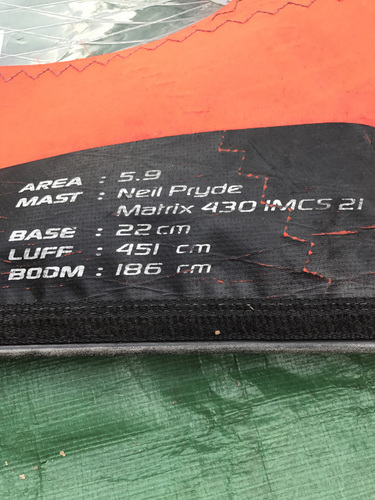 AREA : 5.9
MAST : Neil Pryde
Matrix 430 IMCS 21
BASE : 22 cm
LUFF : 451 cm
BOOM : 186 cm